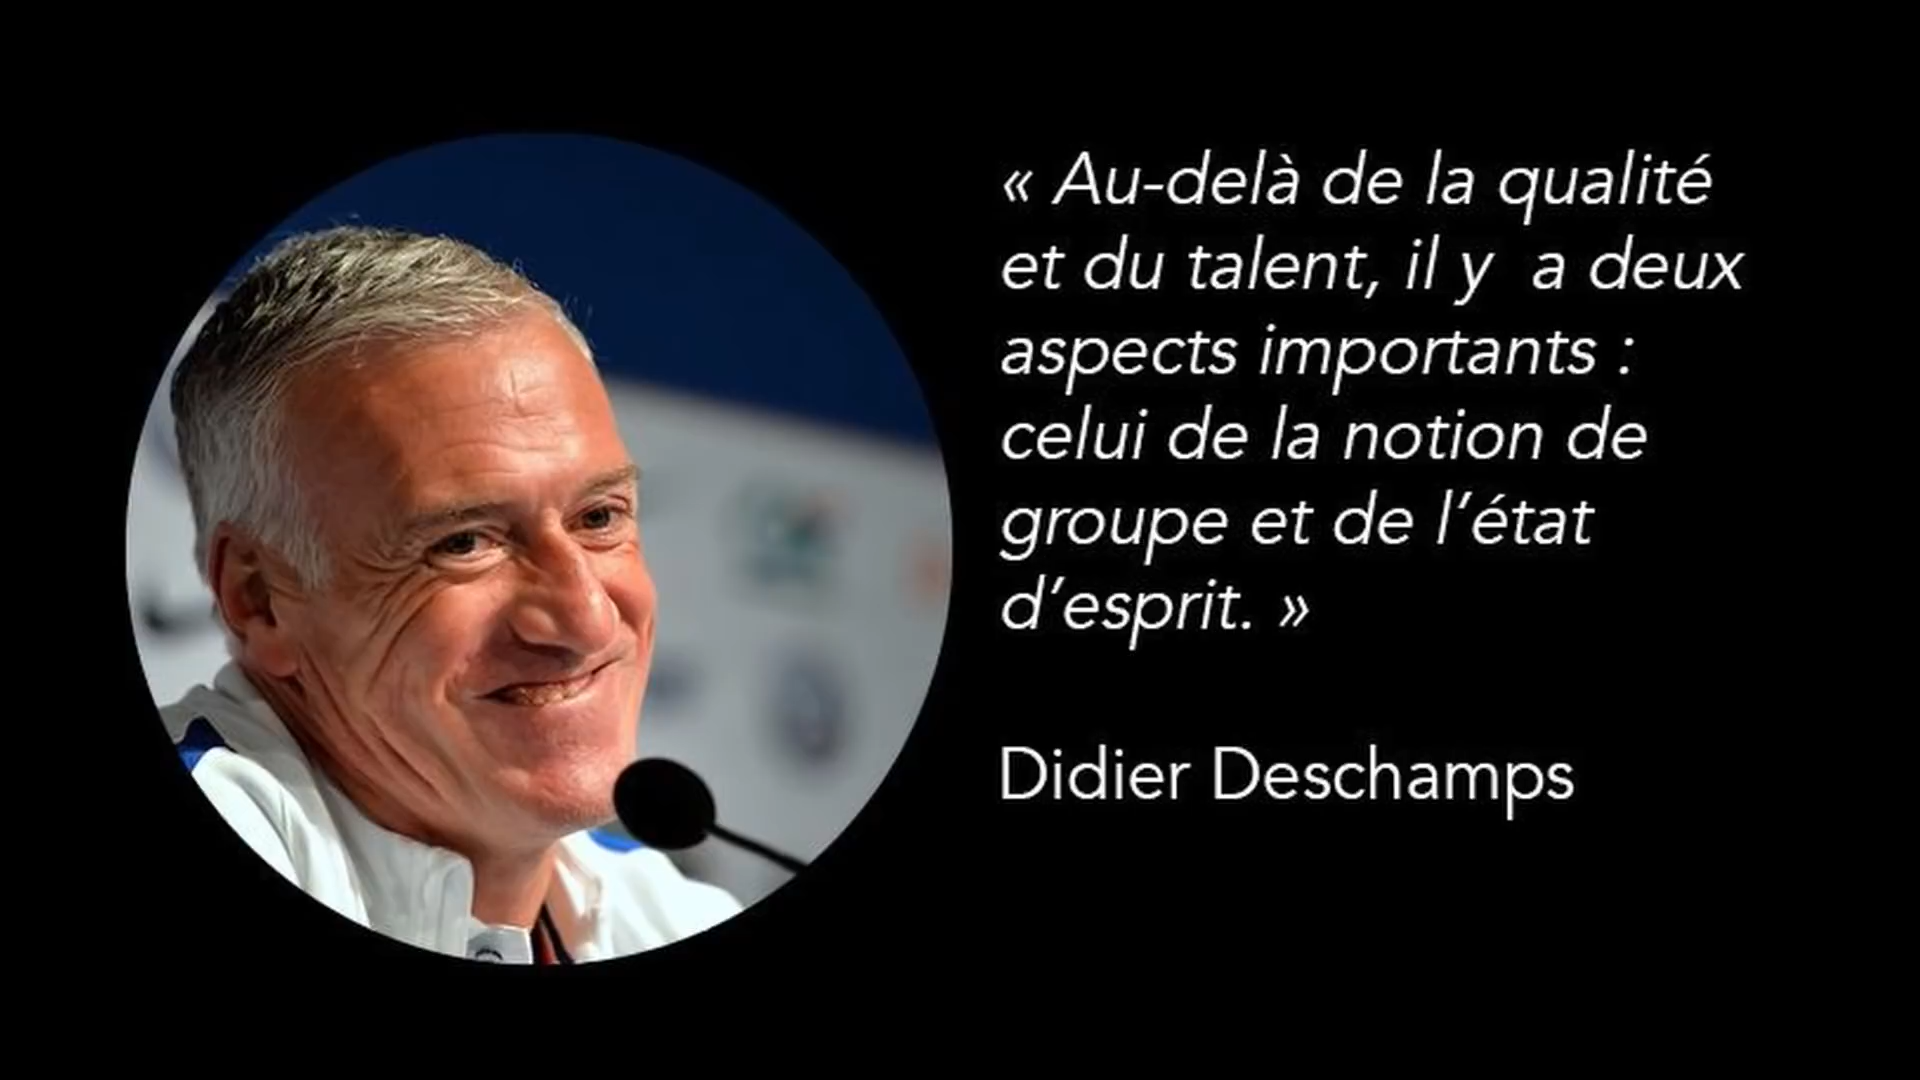 « Au-delà de la qualité
et du talent, il y  a deux
aspects importants :
celui de la notion de
groupe et de l’état
d’esprit. »
Didier Deschamps